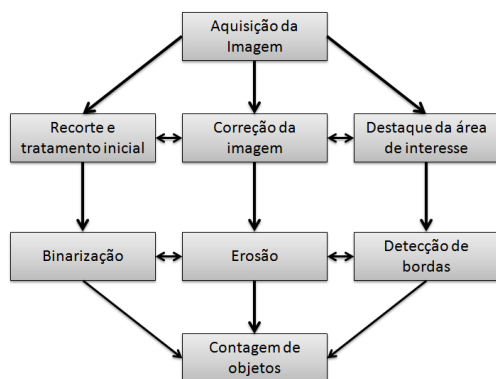 Aquisição da
Imagem
Recorte e
tratamento inicial
Correção da
imagem
Destaque da área
de interesse
Binarização
Erosão
Detecção de
bordas
Contagem de
objetos